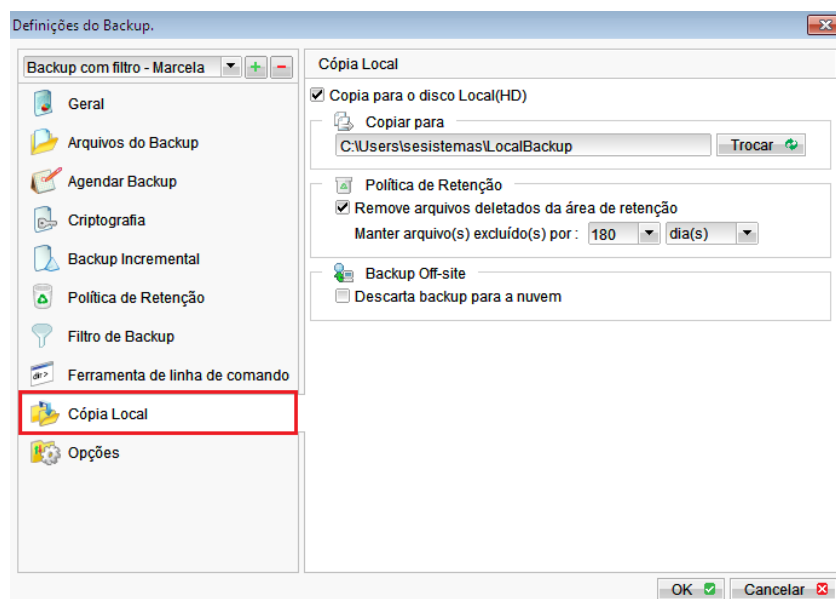 Definições do Backup.
Backup com filtro - Marcela
Geral
Arquivos do Backup
Agendar Backup
Criptografia
Backup Incremental
Política de Retenção
Filtro de Backup
Ferramenta de linha de comando
Cópia Local
Opções
Cópia Local
Copia para o disco Local(HD)
Copiar para
C:\Users\sesistemas\LocalBackup Trocar
Política de Retenção
Remove arquivos deletados da área de retenção
Manter arquivo(s) excluído(s) por : 180 dia(s)
Backup Off-site
Descarta backup para a nuvem
OK Cancelar